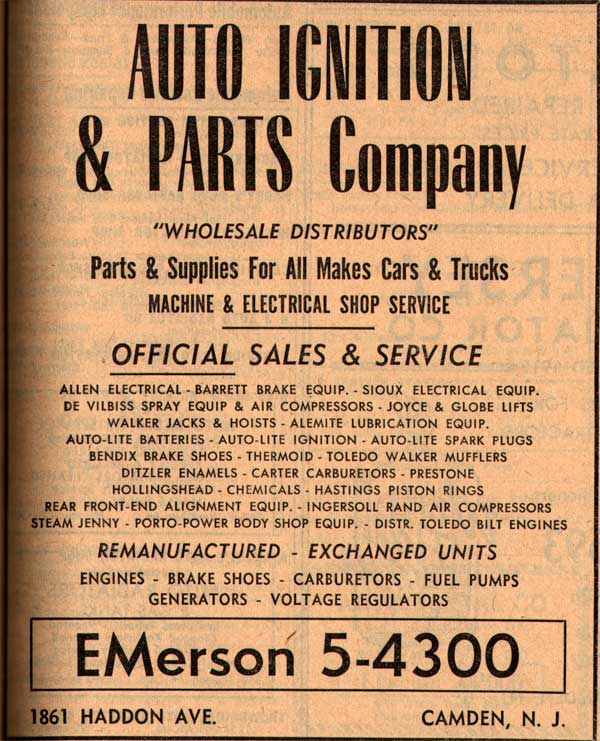 AUTO IGNITION
& PARTS Company
"WHOLESALE DISTRIBUTORS"
Parts & Supplies For All Makes Cars & Trucks
MACHINE & ELECTRICAL SHOP SERVICE
OFFICIAL SALES & SERVICE
ALLEN ELECTRICAL - BARRETT BRAKE EQUIP. - SIOUX ELECTRICAL EQUIP.
DE VILBISS SPRAY EQUIP & AIR COMPRESSORS - JOYCE & GLOBE LIFTS
WALKER JACKS & HOISTS - ALEMITE LUBRICATION EQUIP.
AUTO-LITE BATTERIES - AUTO-LITE IGNITION - AUTO-LITE SPARK PLUGS
BENDIX BRAKE SHOES - THERMOID - TOLEDO WALKER MUFFLERS
DITZLER ENAMELS - CARTER CARBURETORS - PRESTONE
HOLLINGSHEAD - CHEMICALS - HASTINGS PISTON RINGS
REAR FRONT-END ALIGNMENT EQUIP. - INGERSOLL RAND AIR COMPRESSORS
STEAM JENNY - PORTO-POWER BODY SHOP EQUIP. - DISTR. TOLEDO BILT ENGINES
REMANUFACTURED - EXCHANGED UNITS
ENGINES - BRAKE SHOES - CARBURETORS - FUEL PUMPS
GENERATORS - VOLTAGE REGULATORS
EMerson 5-4300
1861 HADDON AVE. CAMDEN, N. J.